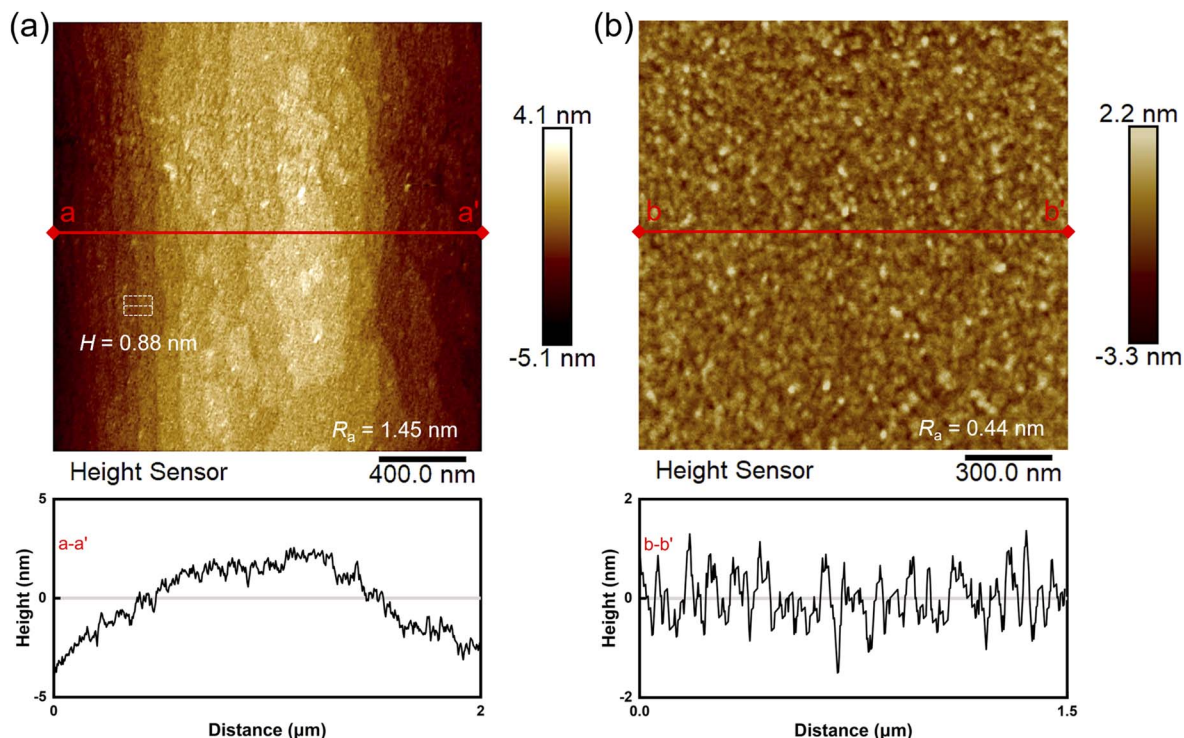 (a)
4.1 nm
-5.1 nm
a
a'
H = 0.88 nm
Ra = 1.45 nm
Height Sensor
400.0 nm
5
0
-5
Height (nm)
a-a'
0
2
Distance (µm)
(b)
2.2 nm
-3.3 nm
b
b'
Ra = 0.44 nm
Height Sensor
300.0 nm
2
0
-2
Height (nm)
b-b'
0.0
1.5
Distance (µm)